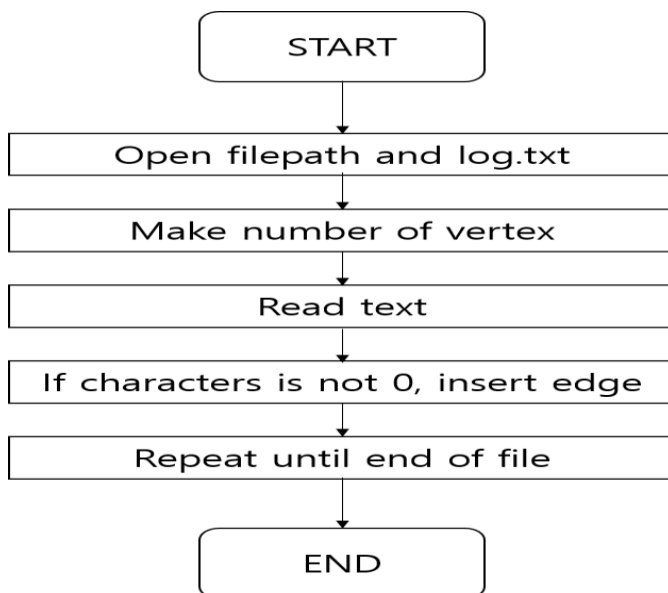 START
Open filepath and log.txt
Make number of vertex
Read text
If characters is not 0, insert edge
Repeat until end of file
END